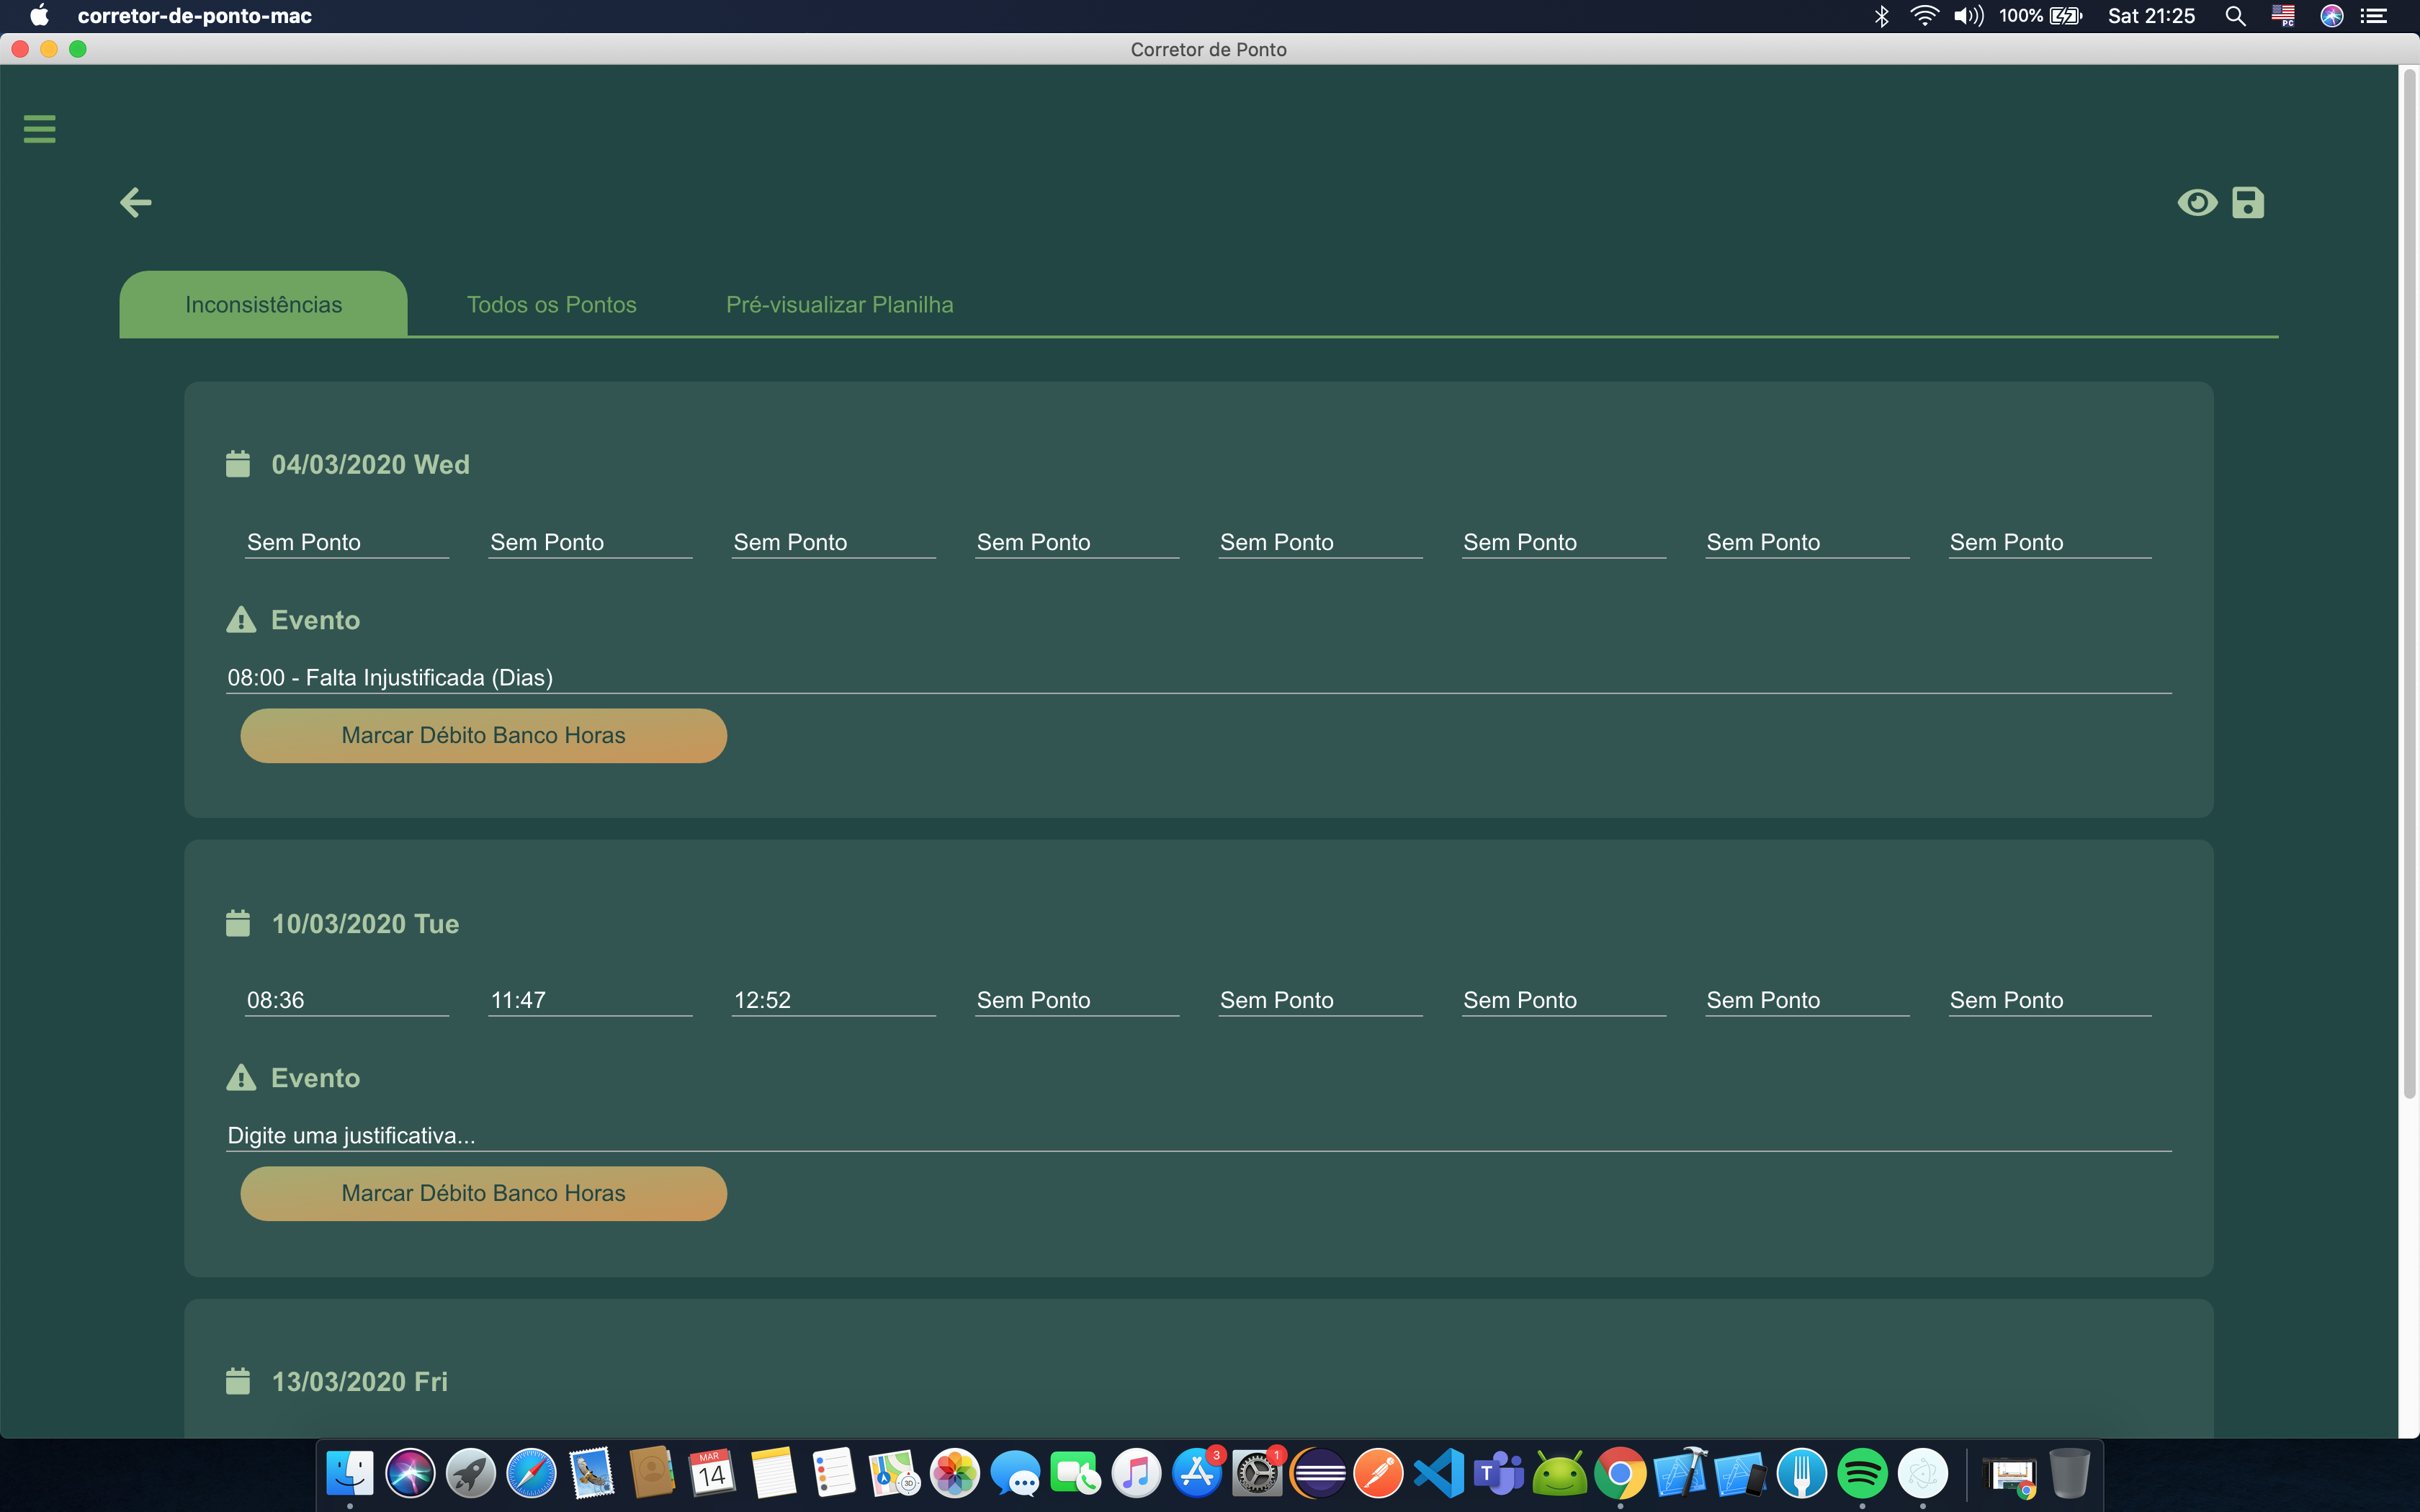 corretor-de-ponto-mac
100%
Sat 21:25
PC
Corretor de Ponto
Inconsistências
Todos os Pontos
Pré-visualizar Planilha
04/03/2020 Wed
Sem Ponto Sem Ponto Sem Ponto Sem Ponto Sem Ponto Sem Ponto Sem Ponto Sem Ponto
Evento
08:00 - Falta Injustificada (Dias)
Marcar Débito Banco Horas
10/03/2020 Tue
08:36 11:47 12:52 Sem Ponto Sem Ponto Sem Ponto Sem Ponto Sem Ponto
Evento
Digite uma justificativa...
Marcar Débito Banco Horas
13/03/2020 Fri
MAR
14
3D
3
1
T